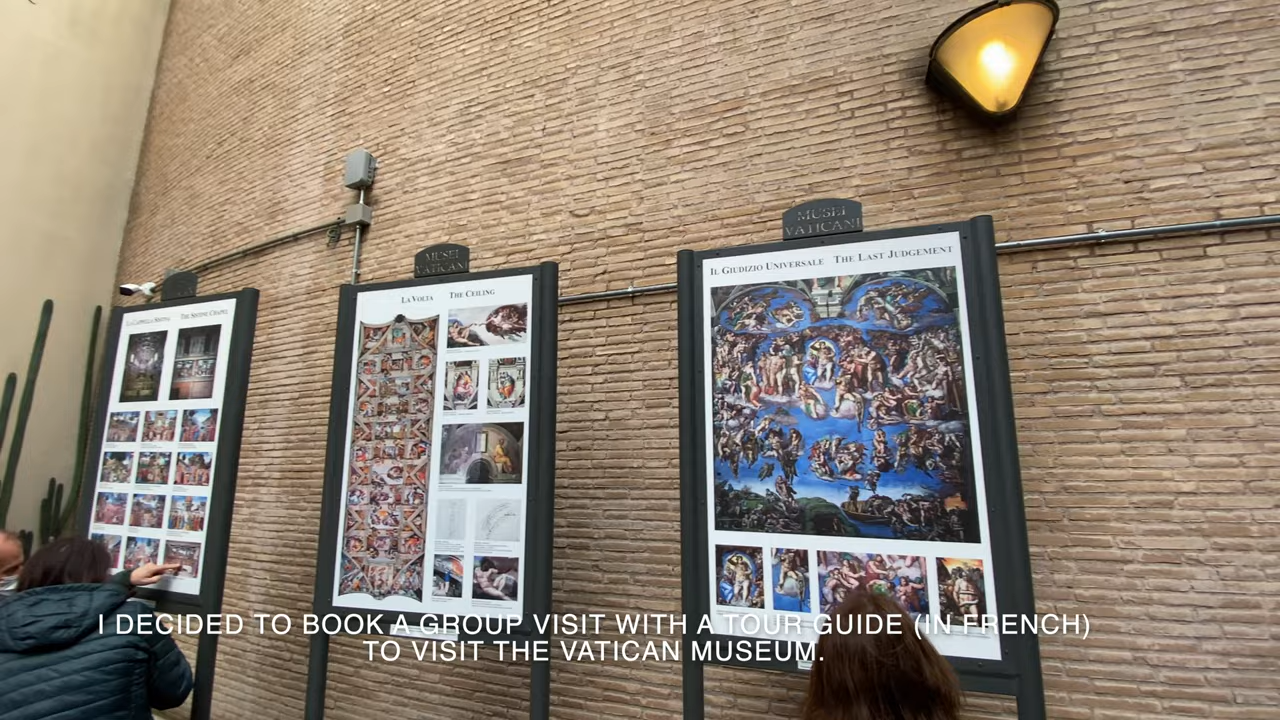 MUSEI
VATICANI
MUSEI
VATICANI
IL GIUDIZIO UNIVERSALE THE LAST JUDGEMENT
LA VOLTA THE CEILING
LA CAPPELLA SISTINA THE SISTINE CHAPEL
I DECIDED TO BOOK A GROUP VISIT WITH A TOUR GUIDE (IN FRENCH)
TO VISIT THE VATICAN MUSEUM.